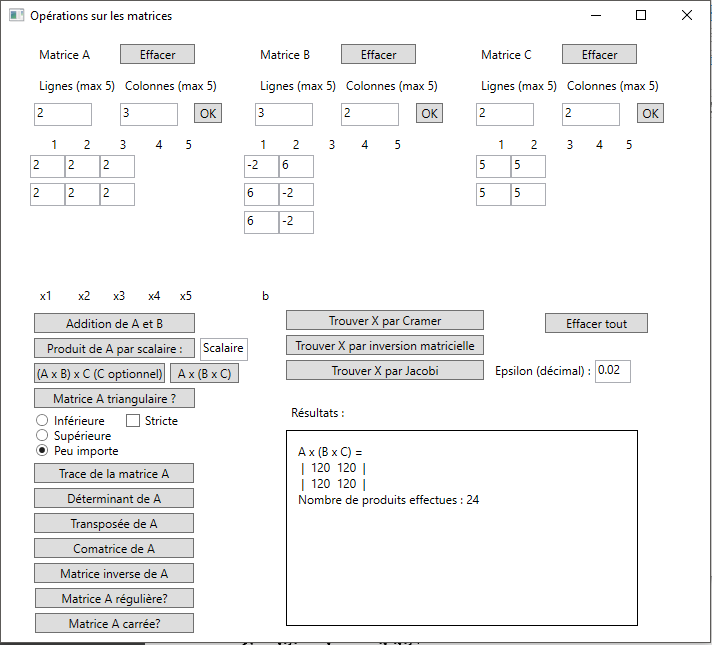 Opérations sur les matrices
Matrice A Effacer Matrice B Effacer Matrice C Effacer
Lignes (max 5) Colonnes (max 5) Lignes (max 5) Colonnes (max 5) Lignes (max 5) Colonnes (max 5)
2 3 OK 3 2 OK 2 2 OK
1 2 3 4 5 1 2 3 4 5 1 2 3 4 5
2 2 2 -2 6 5 5
2 2 2 6 -2 5 5
6 -2
x1 x2 x3 x4 x5 b
Addition de A et B
Produit de A par scalaire : Scalaire
(A x B) x C (C optionnel) A x (B x C)
Matrice A triangulaire ?
Inférieure Stricte
Supérieure
Peu importe
Trace de la matrice A
Déterminant de A
Transposée de A
Comatrice de A
Matrice inverse de A
Matrice A régulière?
Matrice A carrée?
Trouver X par Cramer
Trouver X par inversion matricielle
Trouver X par Jacobi Epsilon (décimal) : 0.02
Effacer tout
Résultats :
A x (B x C) =
| 120 120 |
| 120 120 |
Nombre de produits effectues : 24